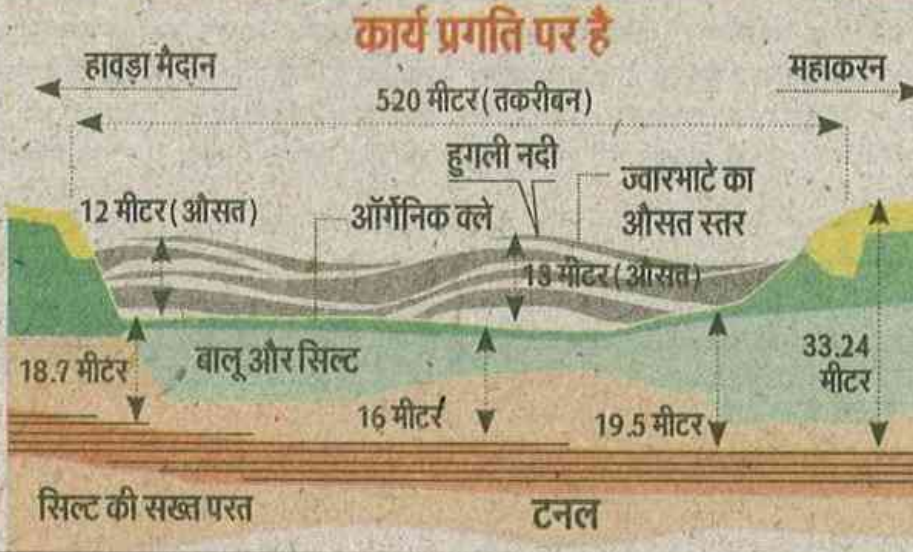 कार्य प्रगति पर है
हावड़ा मैदान
महाकरन
520 मीटर (तकरीबन)
हुगली नदी
ज्वारभाटे का
औसत स्तर
12 मीटर (औसत)
ऑर्गेनिक क्ले
13 मीटर (औसत)
33.24
मीटर
18.7 मीटर
बालू और सिल्ट
16 मीटर
19.5 मीटर
सिल्ट की सख्त परत
टनल